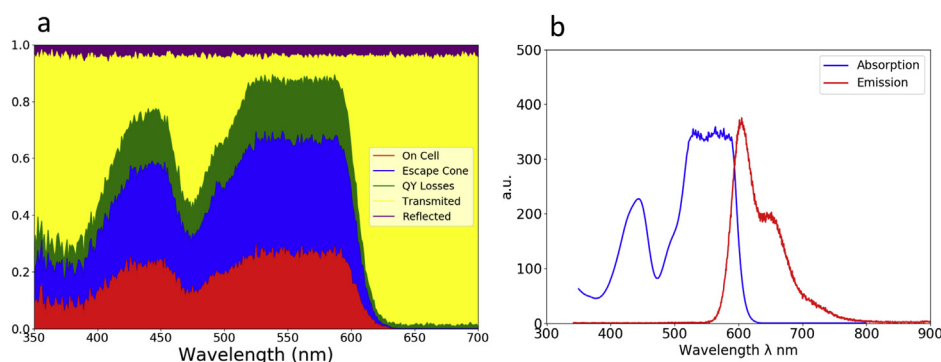 a
1.0
0.8
0.6
0.4
0.2
0.0
350
400
450
500
550
600
650
700
Wavelength (nm)
On Cell
Escape Cone
QY Losses
Transmited
Reflected
b
500
400
300
200
100
0
a.u.
300
400
500
600
700
800
900
Wavelength λ nm
Absorption
Emission